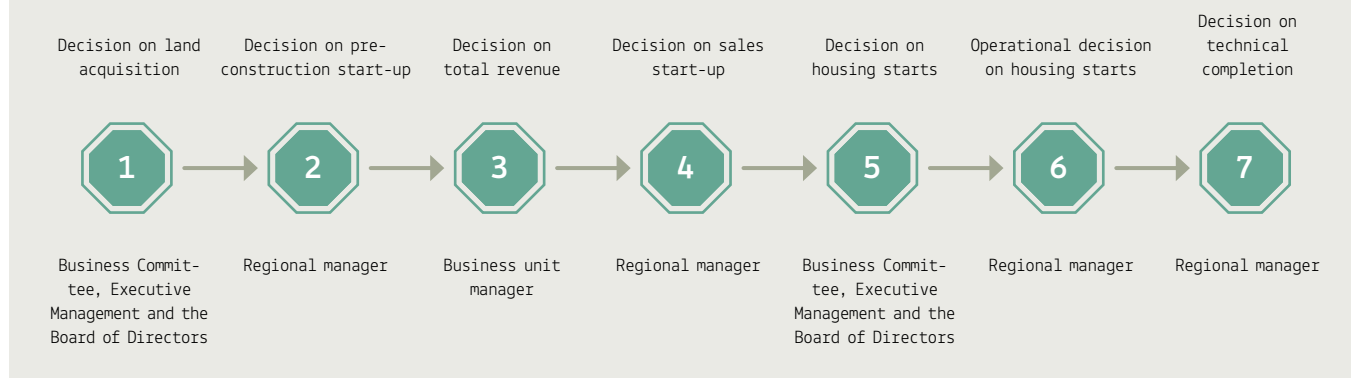 Decision on land
acquisition
Decision on pre-
construction start-up
Decision on
total revenue
Decision on sales
start-up
Decision on
housing starts
Operational decision
on housing starts
Decision on
technical
completion
1
2
3
4
5
6
7
Business Commit-
tee, Executive
Management and the
Board of Directors
Regional manager
Business unit
manager
Regional manager
Business Commit-
tee, Executive
Management and the
Board of Directors
Regional manager
Regional manager